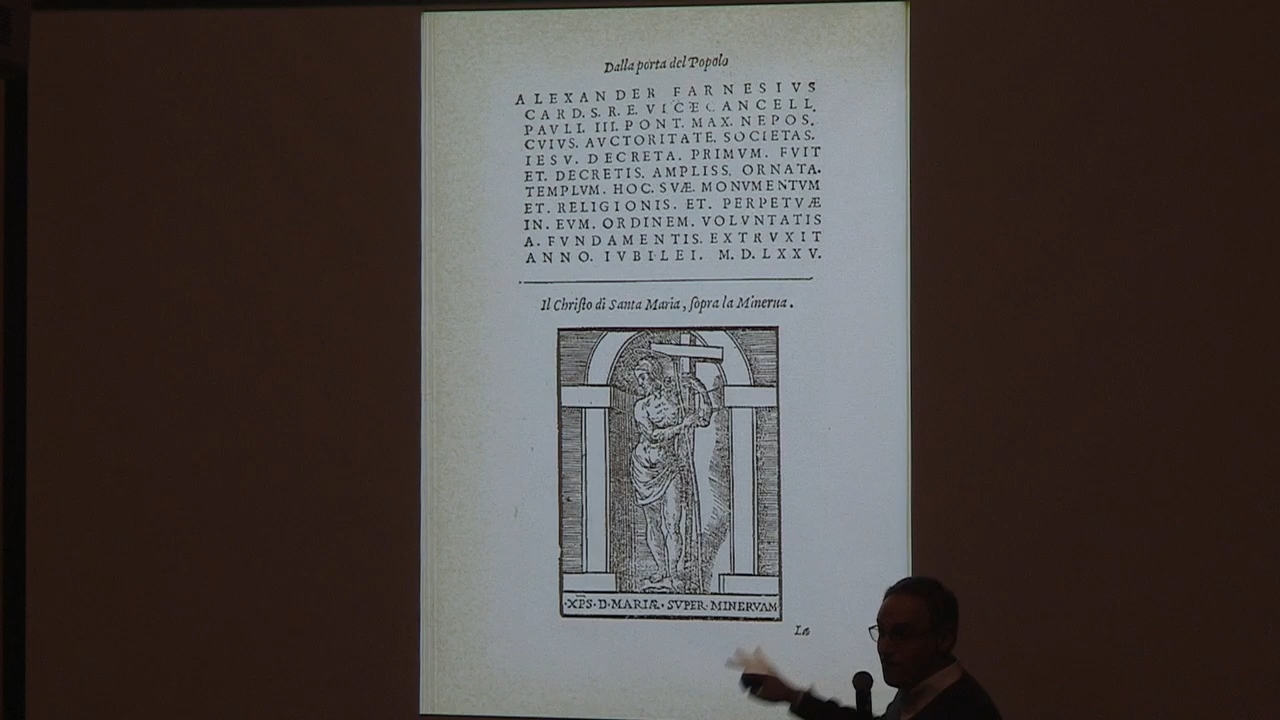 Dalla porta del Popolo
ALEXANDER FARNESIVS
CARD. S. R. E. VICECANCELL.
PAVLI. III. PONT. MAX. NEPOS.
CVIVS. AVCTORITATE. SOCIETAS.
IESV. DECRETA. PRIMVM. FVIT
ET. DECRETIS. AMPLISS. ORNATA.
TEMPLVM. HOC. SVÆ. MONVMENTVM
ET. RELIGIONIS. ET. PERPETVÆ
IN. EVM. ORDINEM. VOLVNTATIS
A. FVNDAMENTIS. EXTRVXIT
ANNO. IVBILEI. M. D. LXXV.
Il Chriſto di Santa Maria, ſopra la Minerua.
·XP̅S·D·MARIÆ·SVPER·MINERVAM
La